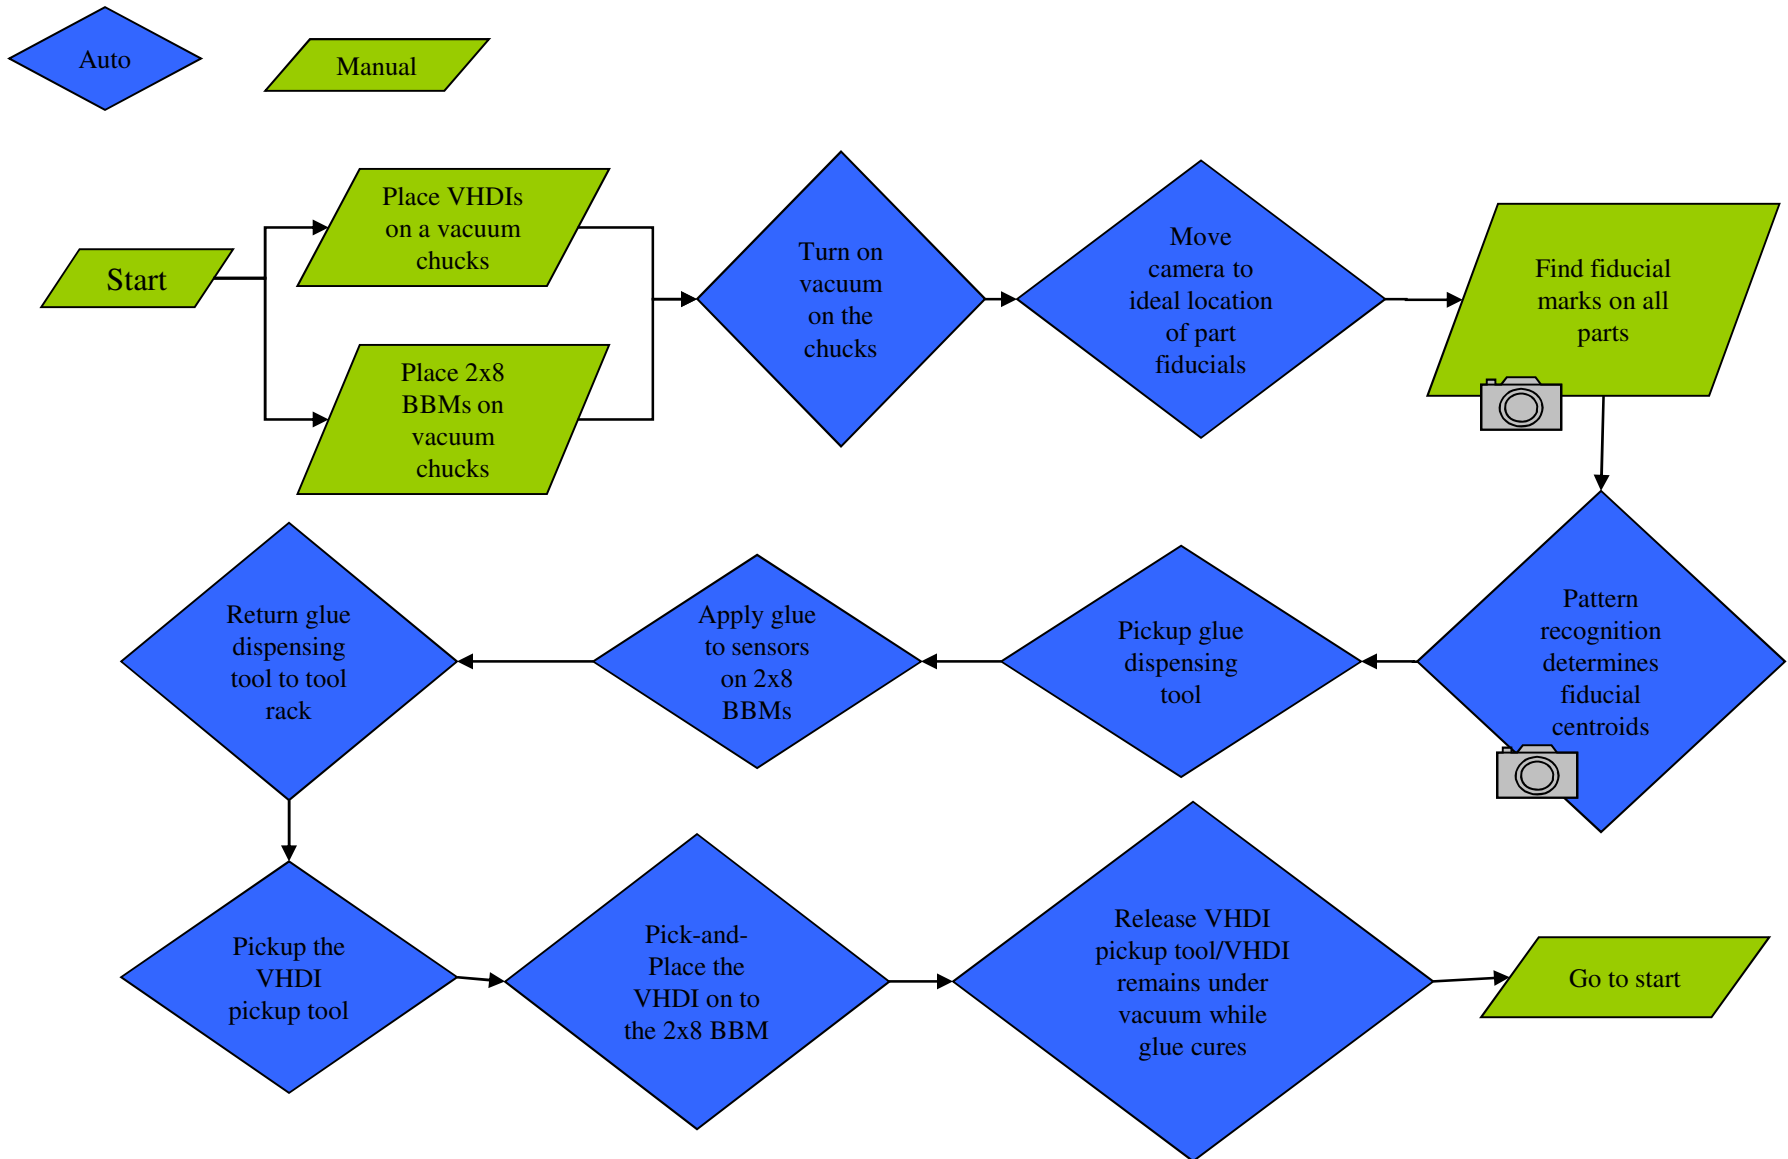 Auto
Manual
Start
Place VHDIs
on a vacuum
chucks
Place 2x8
BBMs on
vacuum
chucks
Turn on
vacuum
on the
chucks
Move
camera to
ideal location
of part
fiducials
Find fiducial
marks on all
parts
Pattern
recognition
determines
fiducial
centroids
Pickup glue
dispensing
tool
Apply glue
to sensors
on 2x8
BBMs
Return glue
dispensing
tool to tool
rack
Pickup the
VHDI
pickup tool
Pick-and-
Place the
VHDI on to
the 2x8 BBM
Release VHDI
pickup tool/VHDI
remains under
vacuum while
glue cures
Go to start